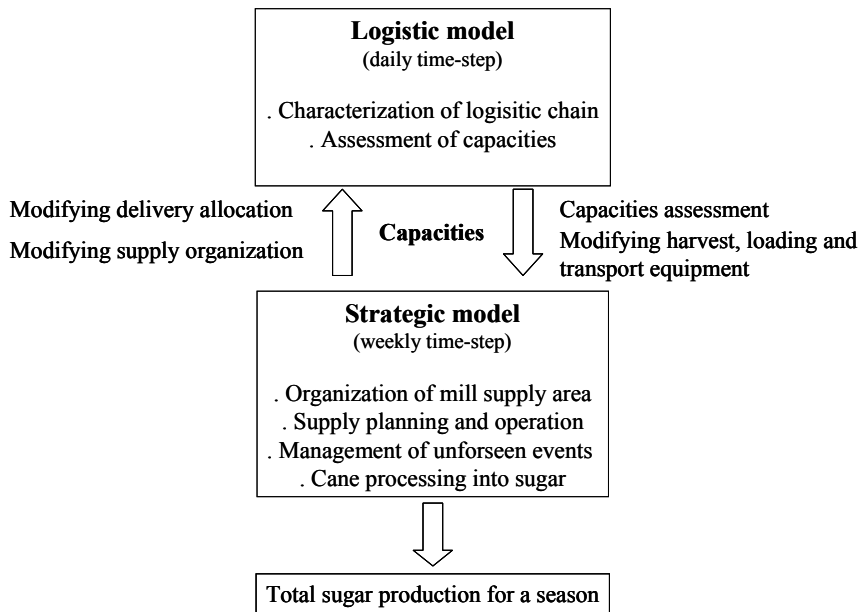 Logistic model
(daily time-step)
. Characterization of logisitic chain
. Assessment of capacities
Modifying delivery allocation
Modifying supply organization
Capacities
Capacities assessment
Modifying harvest, loading and
transport equipment
Strategic model
(weekly time-step)
. Organization of mill supply area
. Supply planning and operation
. Management of unforseen events
. Cane processing into sugar
Total sugar production for a season